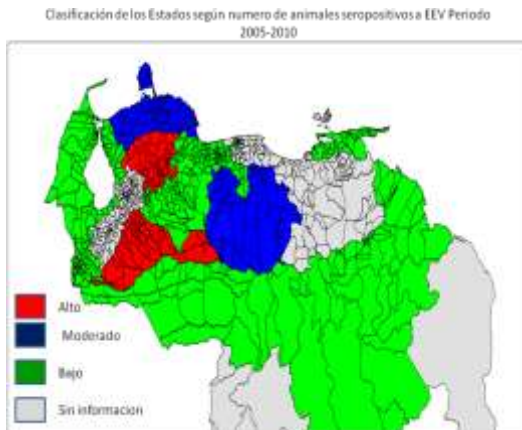 Clasificación de los Estados según numero de animales seropositivos a EEV Periodo
2005-2010
Alto
Moderado
Bajo
Sin informacion